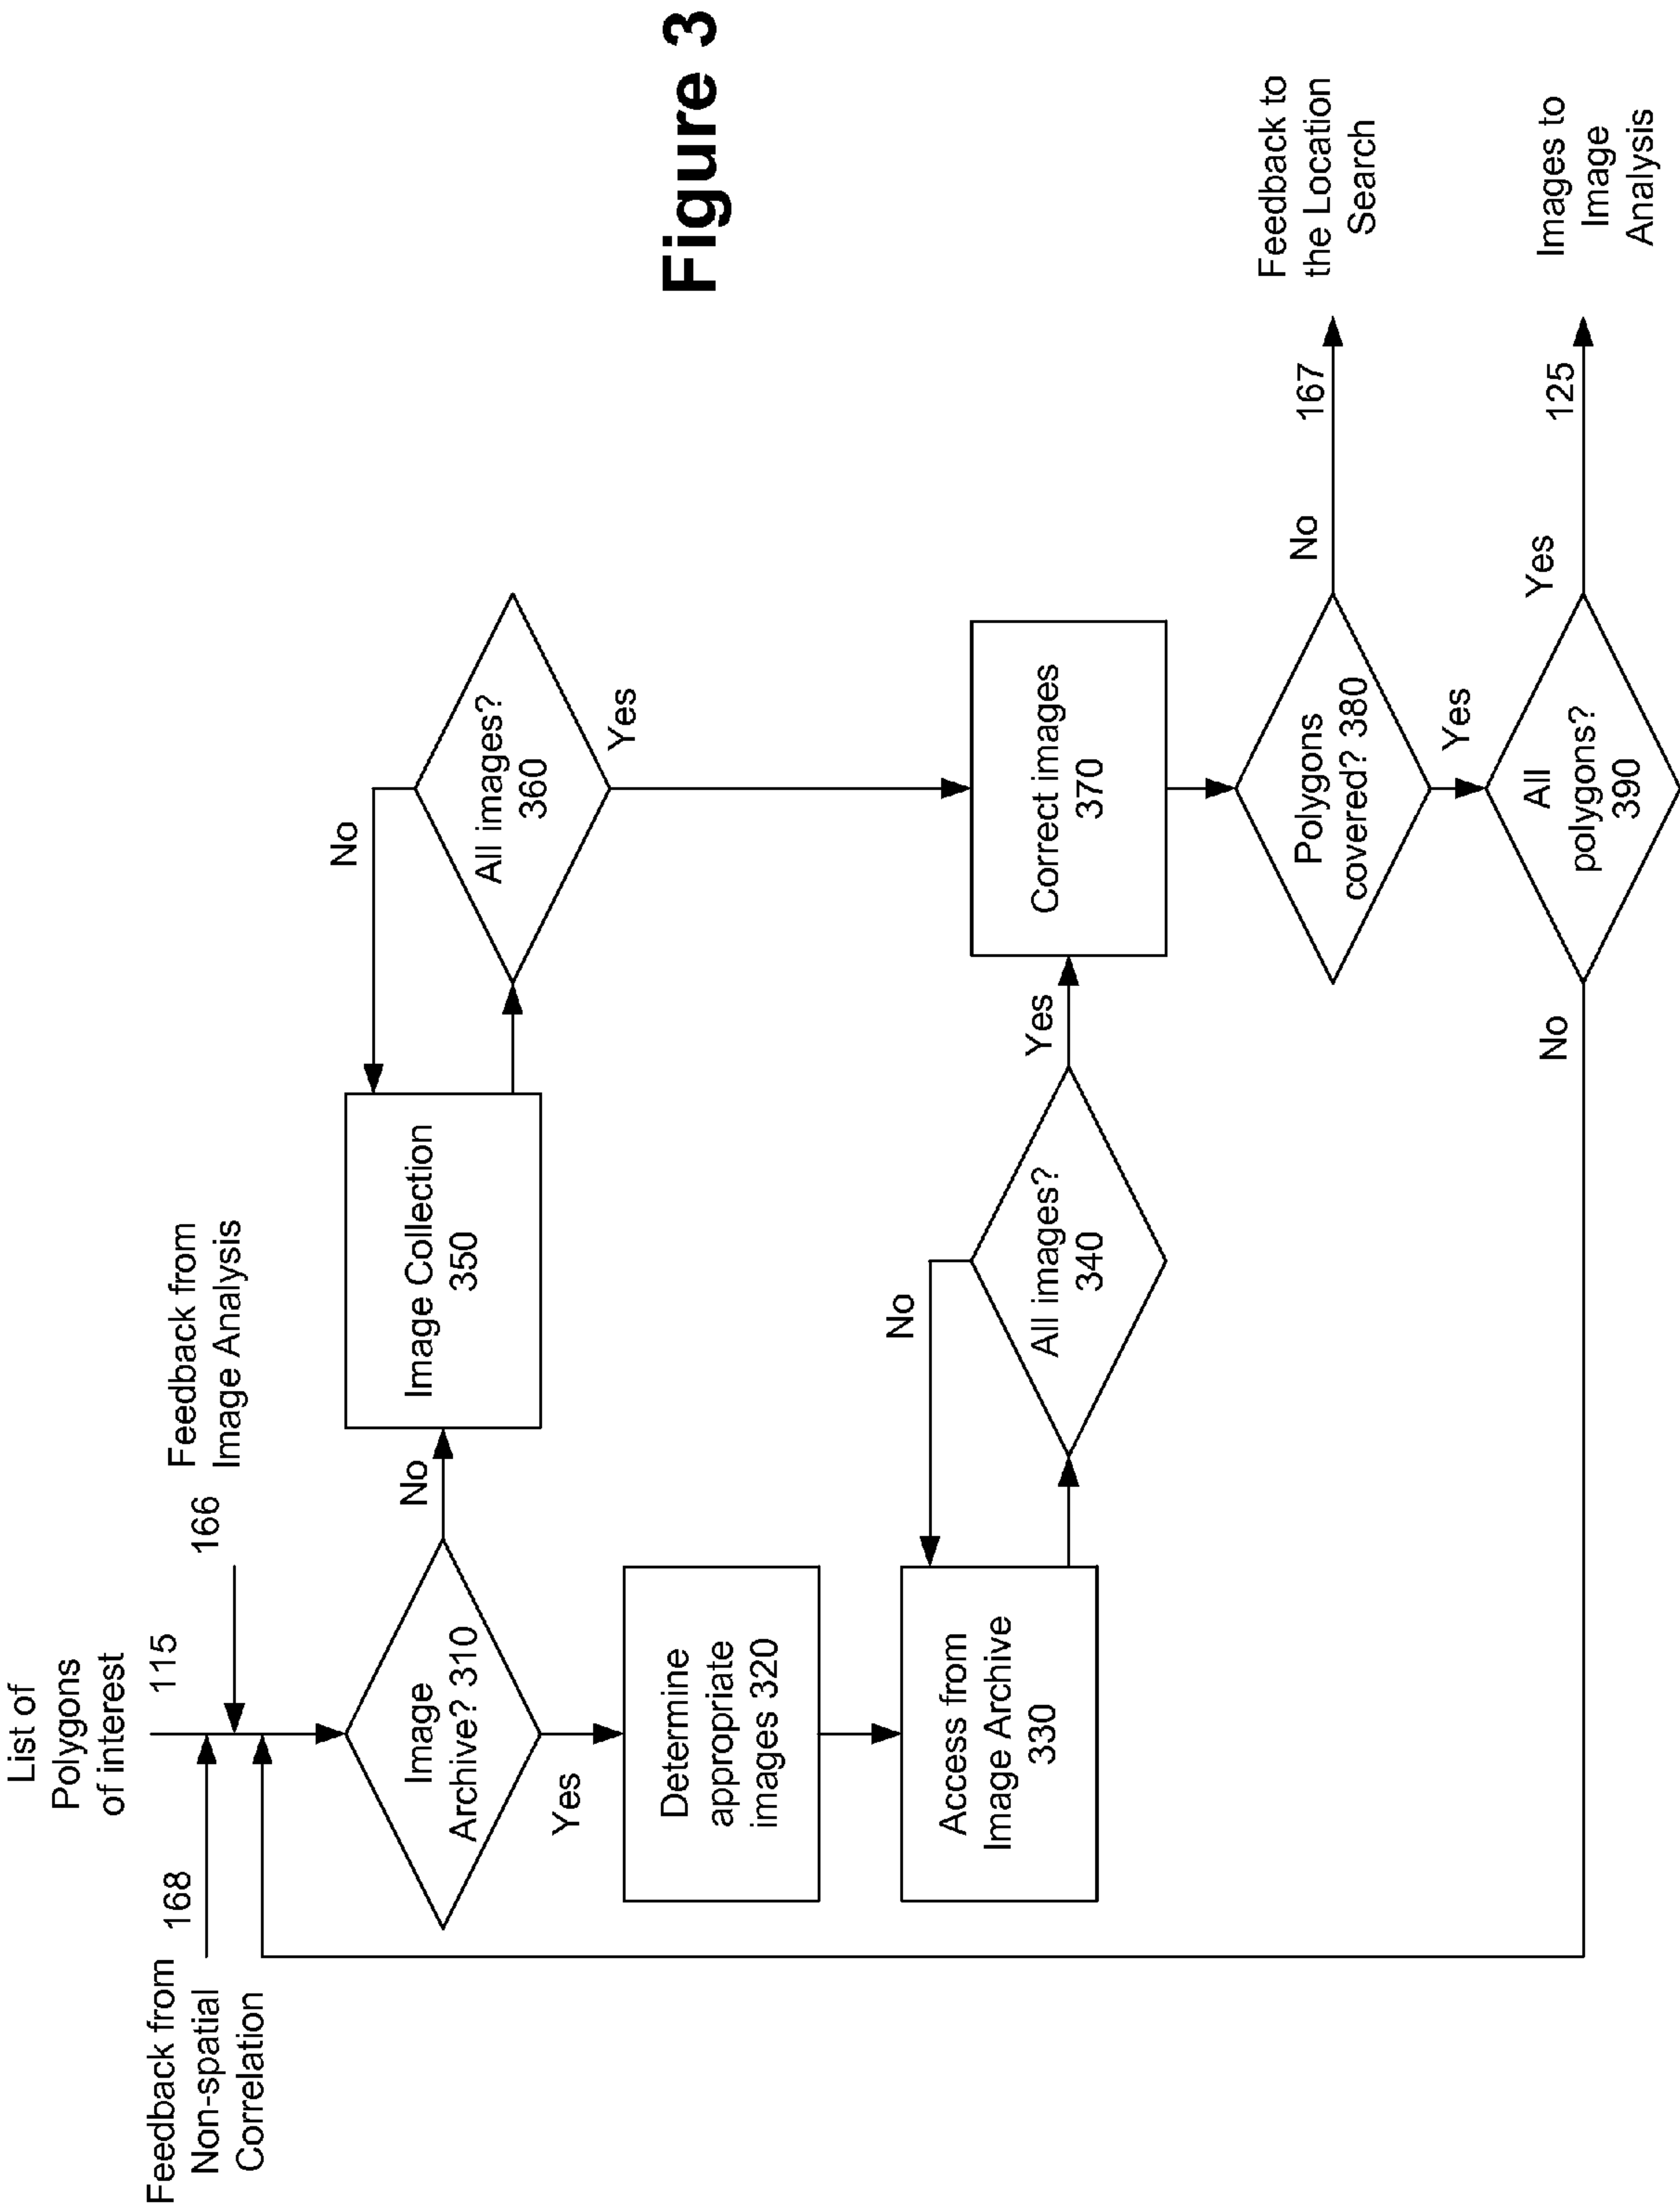 List of
Polygons
of interest
115
Feedback from
Non-spatial
Correlation
168
166
Feedback from
Image Analysis
Image
Archive? 310
No
Yes
Image Collection
350
No
All images?
360
Yes
Determine
appropriate
images 320
Access from
Image Archive
330
No
All images?
340
Yes
Correct images
370
Polygons
covered? 380
No
167
Feedback to
the Location
Search
Yes
All
polygons?
390
No
Yes
125
Images to
Image
Analysis
Figure 3